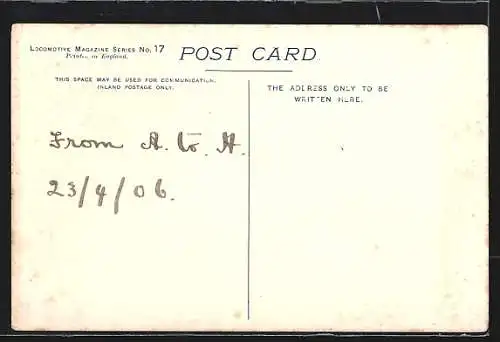 LOCOMOTIVE MAGAZINE SERIES NO. 17
Printed in England.
POST CARD
THIS SPACE MAY BE USED FOR COMMUNICATION.
INLAND POSTAGE ONLY.
THE ADDRESS ONLY TO BE
WRITTEN HERE.
From A. to. H.
23/4/06.